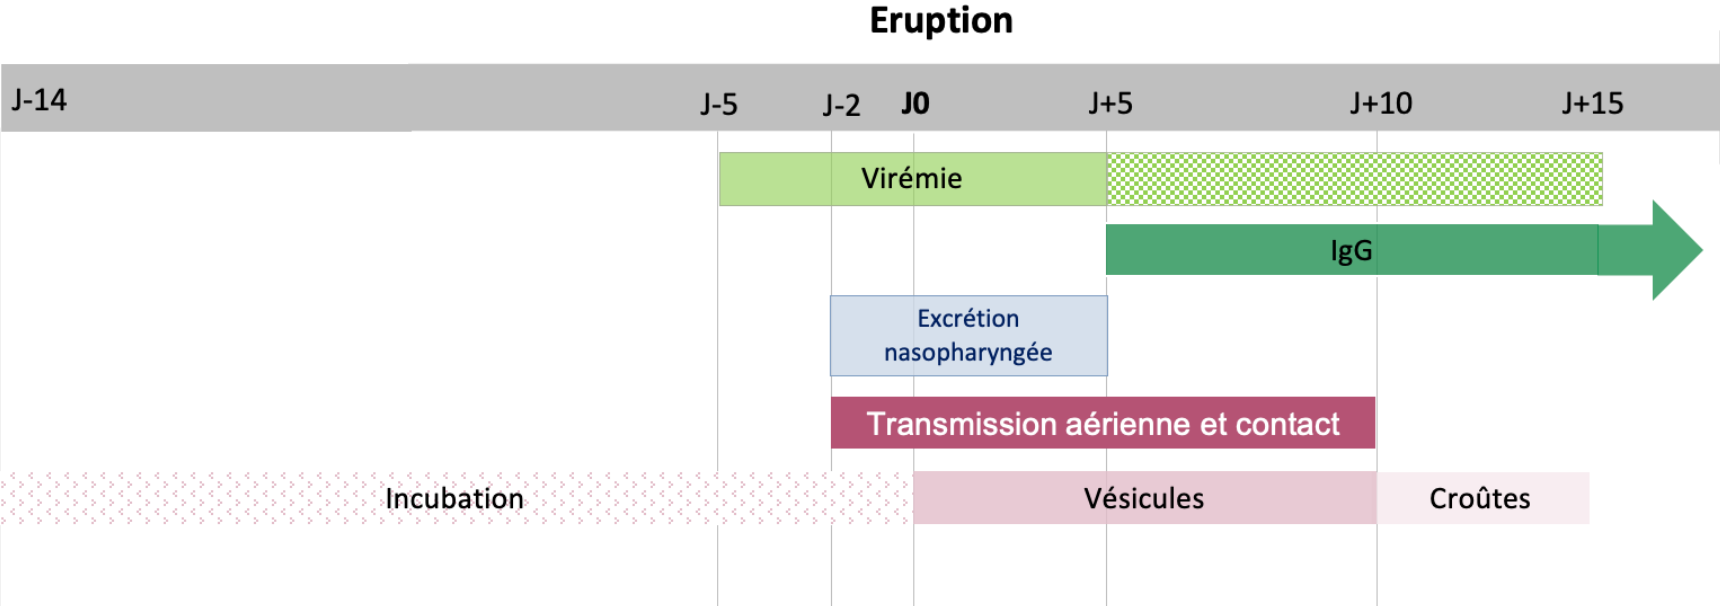 Eruption
J-14
J-5
J-2
J0
J+5
J+10
J+15
Virémie
IgG
Excrétion
nasopharyngée
Transmission aérienne et contact
Incubation
Vésicules
Croûtes